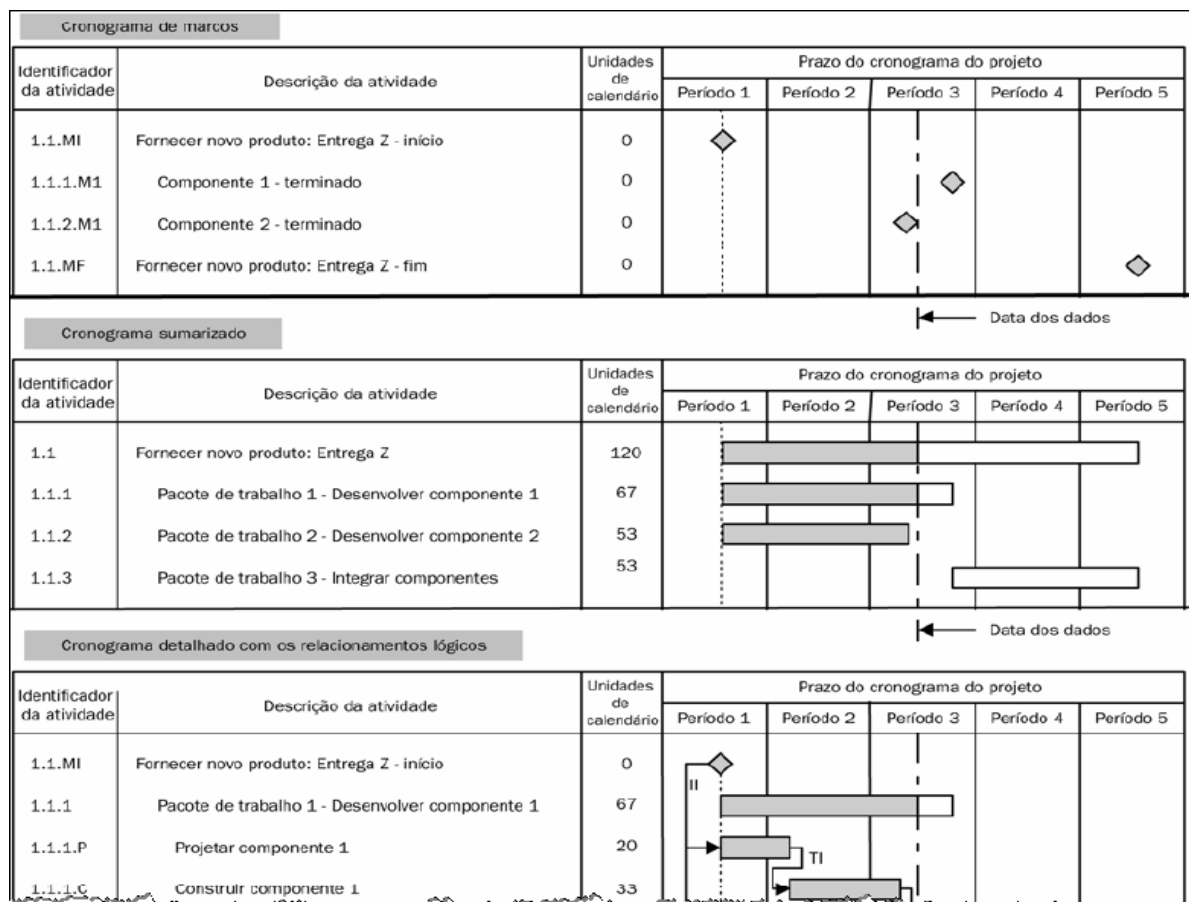 Cronograma de marcos
Identificador da atividade Descrição da atividade Unidades de calendário Prazo do cronograma do projeto
Período 1 Período 2 Período 3 Período 4 Período 5
1.1.MI Fornecer novo produto: Entrega Z - início 0
1.1.1.M1 Componente 1 - terminado 0
1.1.2.M1 Componente 2 - terminado 0
1.1.MF Fornecer novo produto: Entrega Z - fim 0
Data dos dados
Cronograma sumarizado
Identificador da atividade Descrição da atividade Unidades de calendário Prazo do cronograma do projeto
Período 1 Período 2 Período 3 Período 4 Período 5
1.1 Fornecer novo produto: Entrega Z 120
1.1.1 Pacote de trabalho 1 - Desenvolver componente 1 67
1.1.2 Pacote de trabalho 2 - Desenvolver componente 2 53
1.1.3 Pacote de trabalho 3 - Integrar componentes 53
Data dos dados
Cronograma detalhado com os relacionamentos lógicos
Identificador da atividade Descrição da atividade Unidades de calendário Prazo do cronograma do projeto
Período 1 Período 2 Período 3 Período 4 Período 5
1.1.MI Fornecer novo produto: Entrega Z - início 0
II
1.1.1 Pacote de trabalho 1 - Desenvolver componente 1 67
1.1.1.P Projetar componente 1 20
TI
1.1.1.C Construir componente 1 33